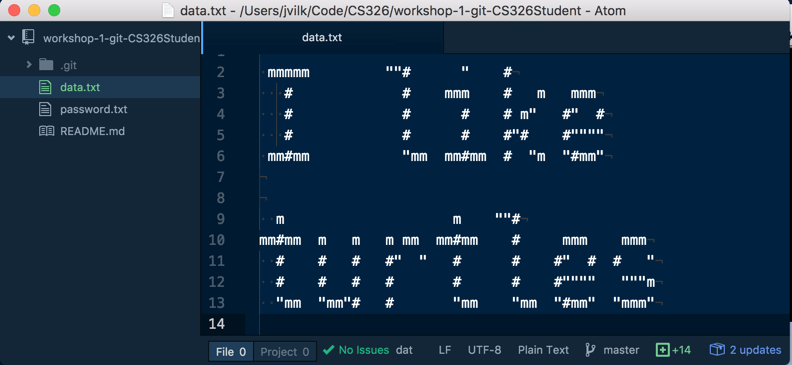 data.txt - /Users/jvilk/Code/CS326/workshop-1-git-CS326Student - Atom
workshop-1-git-CS326Studen
.git
data.txt
password.txt
README.md
data.txt
2 mmmmm         ""#      "    #
3   #             #    mmm    #   m   mmm
4   #             #      #    # m"   #"  #
5   #             #      #    #"#    #""""
6 mm#mm           "mm  mm#mm  #  "m  "#mm"
7
8
9   m                    m    ""#
10 mm#mm  m   m   m mm  mm#mm    #     mmm    mmm
11   #    #   #   #"  "   #      #    #"  #  #   "
12   #    #   #   #       #      #    #""""   """m
13   "mm  "mm"#   #       "mm    "mm  "#mm"  "mmm"
14
File 0 Project 0 No Issues dat LF UTF-8 Plain Text master +14 2 updates